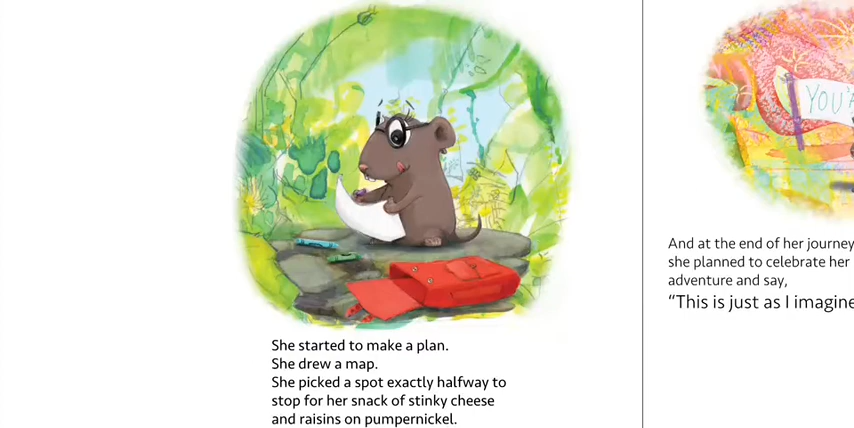 She started to make a plan.
She drew a map.
She picked a spot exactly halfway to
stop for her snack of stinky cheese
and raisins on pumpernickel.
And at the end of her journey
she planned to celebrate her
adventure and say,
“This is just as I